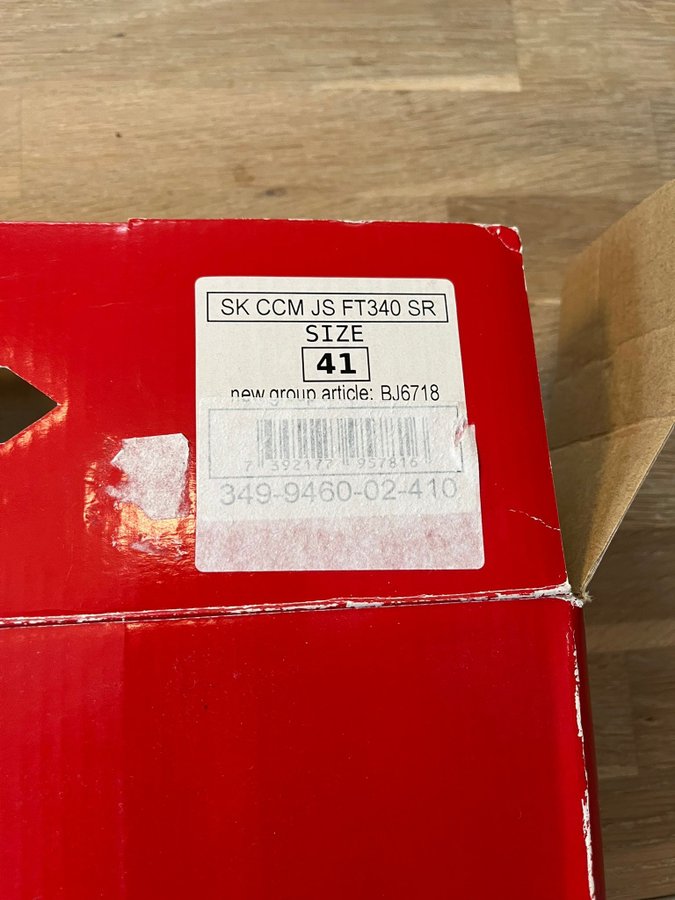 SK CCM JS FT340 SR
SIZE
41
new group article: BJ6718
7 392177 957816
349-9460-02-410